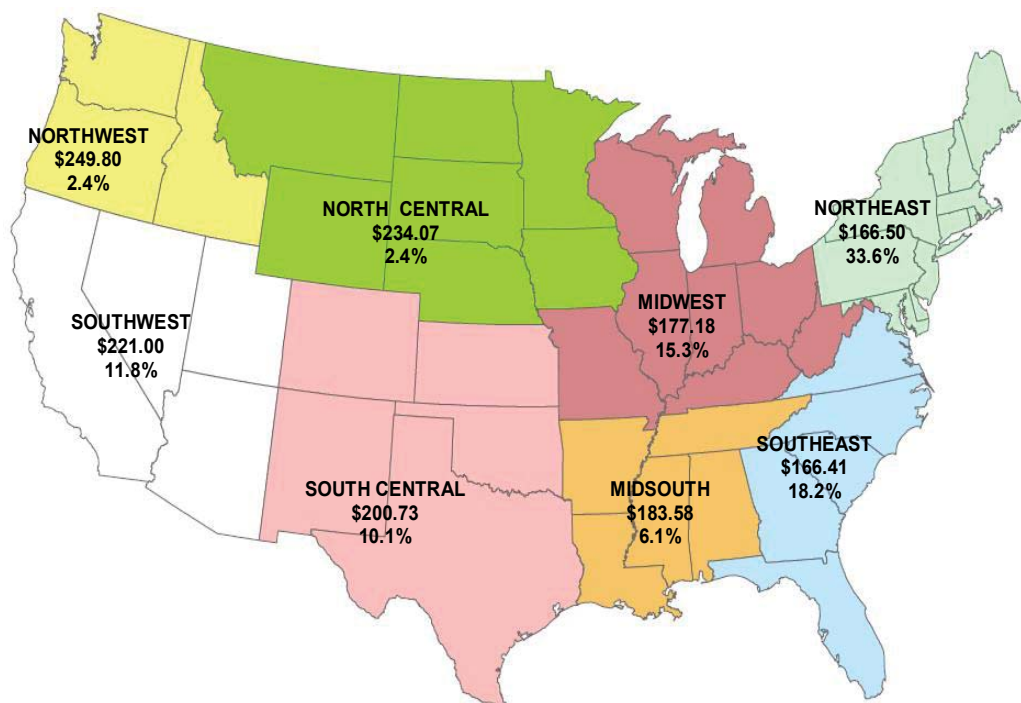 NORTHWEST
$249.80
2.4%
NORTH CENTRAL
$234.07
2.4%
NORTHEAST
$166.50
33.6%
SOUTHWEST
$221.00
11.8%
MIDWEST
$177.18
15.3%
SOUTHEAST
$166.41
18.2%
SOUTH CENTRAL
$200.73
10.1%
MIDSOUTH
$183.58
6.1%